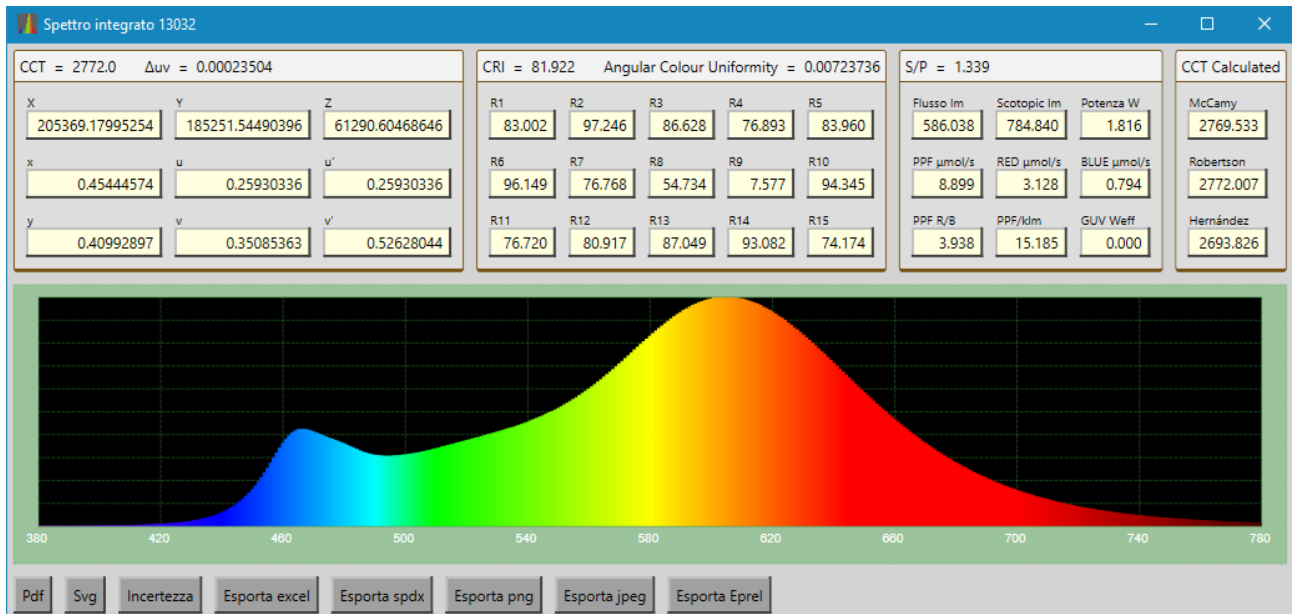 Spettro integrato 13032
CCT = 2772.0 Δuv = 0.00023504
X Y Z
205369.17995254 185251.54490396 61290.60468646
x u u'
0.45444574 0.25930336 0.25930336
y v v'
0.40992897 0.35085363 0.52628044
CRI = 81.922 Angular Colour Uniformity = 0.00723736
R1 R2 R3 R4 R5
83.002 97.246 86.628 76.893 83.960
R6 R7 R8 R9 R10
96.149 76.768 54.734 7.577 94.345
R11 R12 R13 R14 R15
76.720 80.917 87.049 93.082 74.174
S/P = 1.339
Flusso lm Scotopic lm Potenza W
586.038 784.840 1.816
PPF µmol/s RED µmol/s BLUE µmol/s
8.899 3.128 0.794
PPF R/B PPF/klm GUV Weff
3.938 15.185 0.000
CCT Calculated
McCamy
2769.533
Robertson
2772.007
Hernández
2693.826
380 420 460 500 540 580 620 660 700 740 780
Pdf Svg Incertezza Esporta excel Esporta spdx Esporta png Esporta jpeg Esporta Eprel